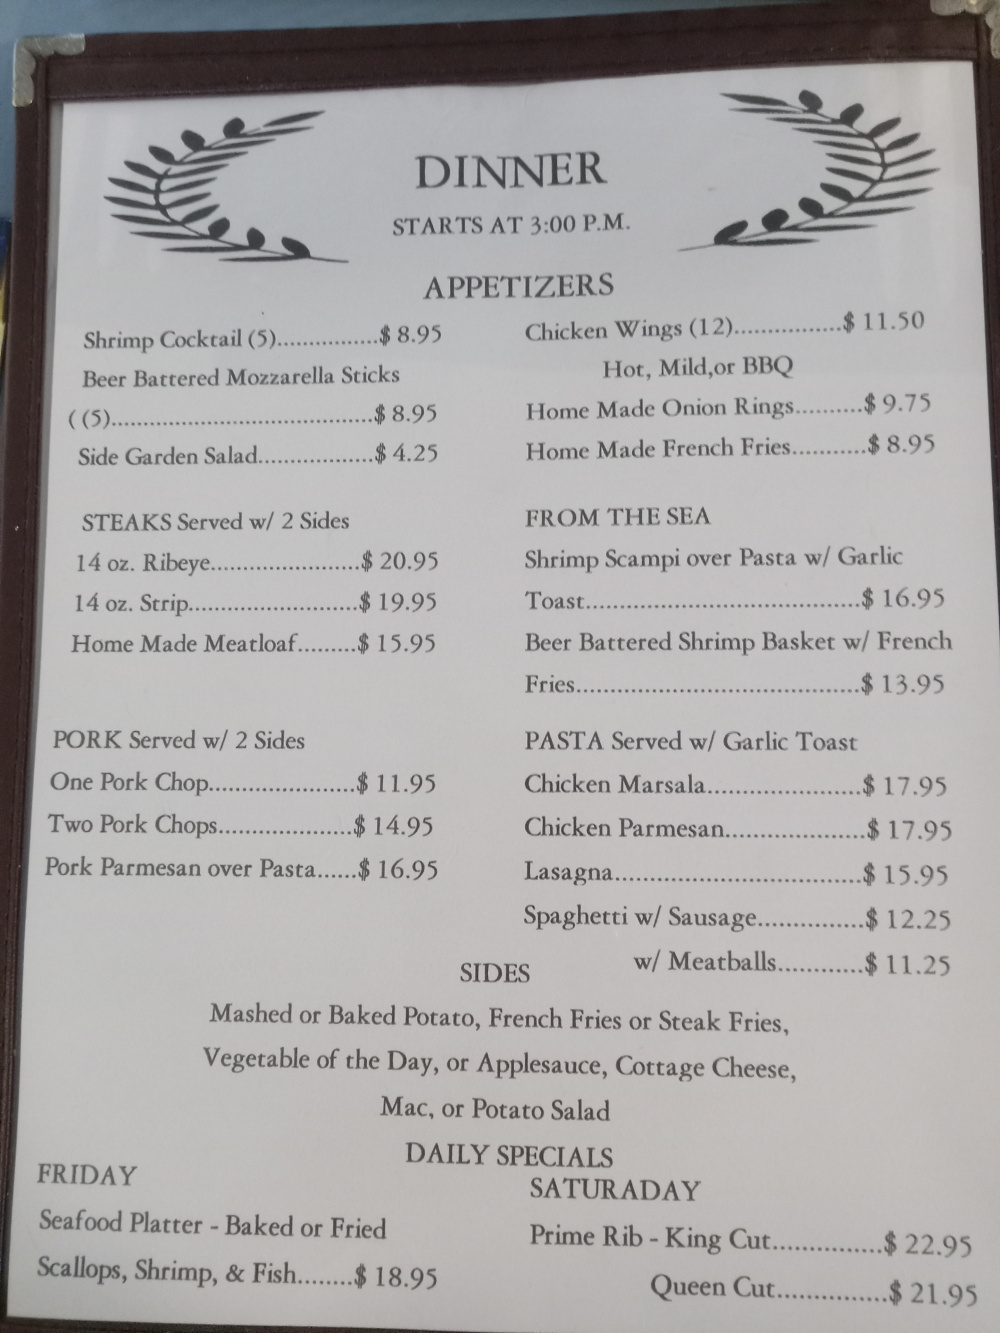 DINNER
STARTS AT 3:00 P.M.
APPETIZERS
Shrimp Cocktail (5)................$ 8.95
Beer Battered Mozzarella Sticks
( (5).......................................$ 8.95
Side Garden Salad..................$ 4.25
Chicken Wings (12)................$ 11.50
Hot, Mild,or BBQ
Home Made Onion Rings..........$ 9.75
Home Made French Fries...........$ 8.95
STEAKS Served w/ 2 Sides
14 oz. Ribeye.......................$ 20.95
14 oz. Strip..........................$ 19.95
Home Made Meatloaf.........$ 15.95
FROM THE SEA
Shrimp Scampi over Pasta w/ Garlic
Toast.........................................$ 16.95
Beer Battered Shrimp Basket w/ French
Fries..........................................$ 13.95
PORK Served w/ 2 Sides
One Pork Chop......................$ 11.95
Two Pork Chops....................$ 14.95
Pork Parmesan over Pasta......$ 16.95
PASTA Served w/ Garlic Toast
Chicken Marsala.......................$ 17.95
Chicken Parmesan.....................$ 17.95
Lasagna.....................................$ 15.95
Spaghetti w/ Sausage................$ 12.25
w/ Meatballs.............$ 11.25
SIDES
Mashed or Baked Potato, French Fries or Steak Fries,
Vegetable of the Day, or Applesauce, Cottage Cheese,
Mac, or Potato Salad
DAILY SPECIALS
FRIDAY
Seafood Platter - Baked or Fried
Scallops, Shrimp, & Fish........$ 18.95
SATURADAY
Prime Rib - King Cut................$ 22.95
Queen Cut................$ 21.95